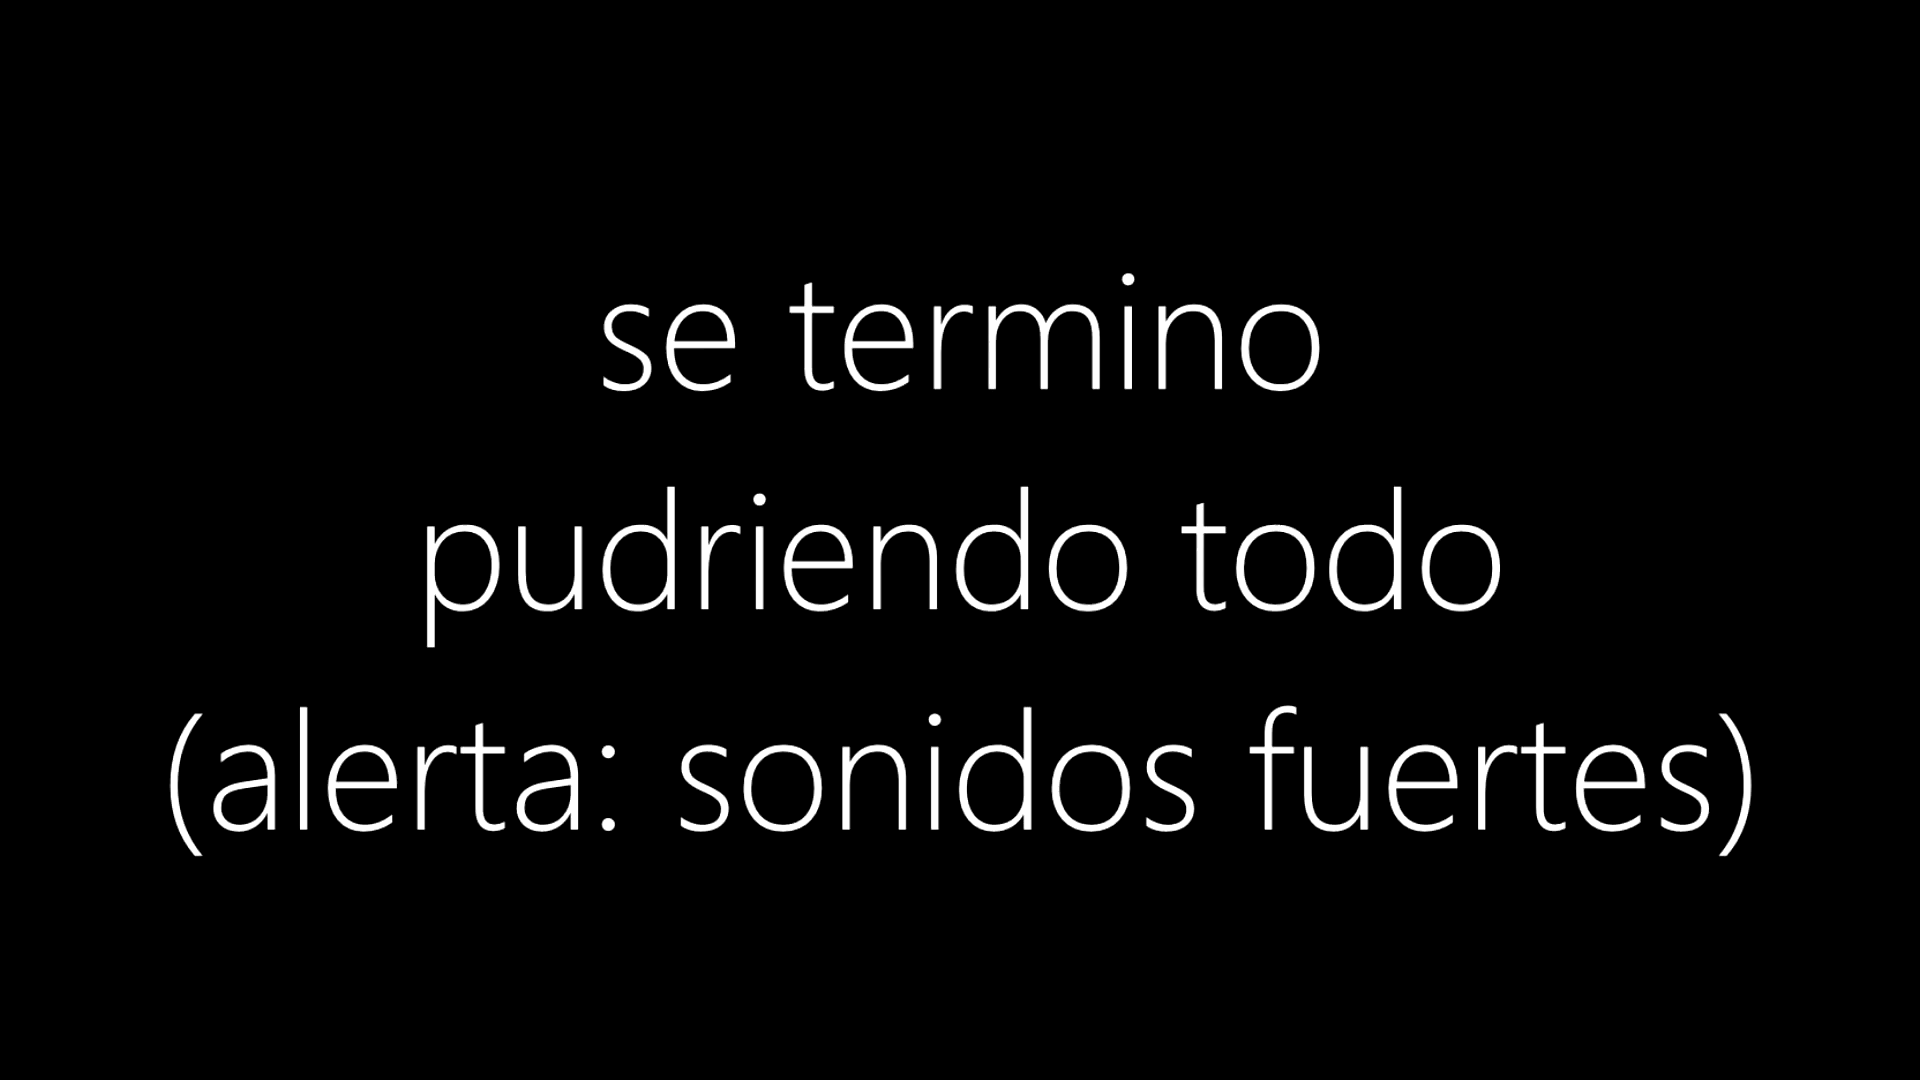 se termino
pudriendo todo
(alerta: sonidos fuertes)